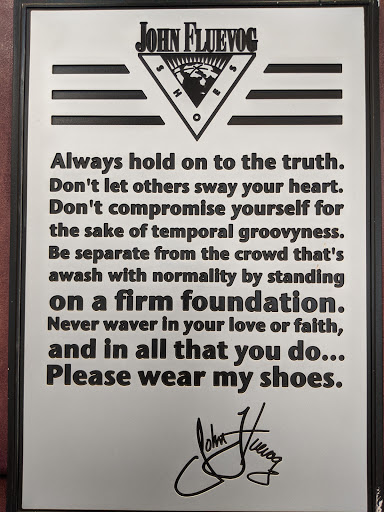 JOHN FLUEVOG
SHOES
Always hold on to the truth.
Don't let others sway your heart.
Don't compromise yourself for
the sake of temporal groovyness.
Be separate from the crowd that's
awash with normality by standing
on a firm foundation.
Never waver in your love or faith,
and in all that you do...
Please wear my shoes.
John Fluevog